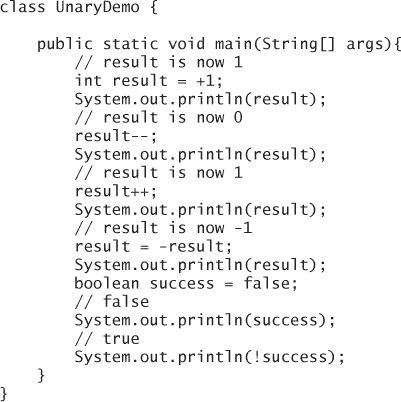 class UnaryDemo {
    public static void main(String[] args){
        // result is now 1
        int result = +1;
        System.out.println(result);
        // result is now 0
        result--;
        System.out.println(result);
        // result is now 1
        result++;
        System.out.println(result);
        // result is now -1
        result = -result;
        System.out.println(result);
        boolean success = false;
        // false
        System.out.println(success);
        // true
        System.out.println(!success);
    }
}